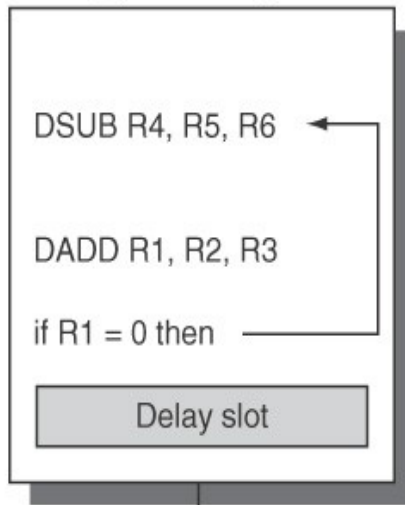 DSUB R4, R5, R6
DADD R1, R2, R3
if R1 = 0 then
Delay slot